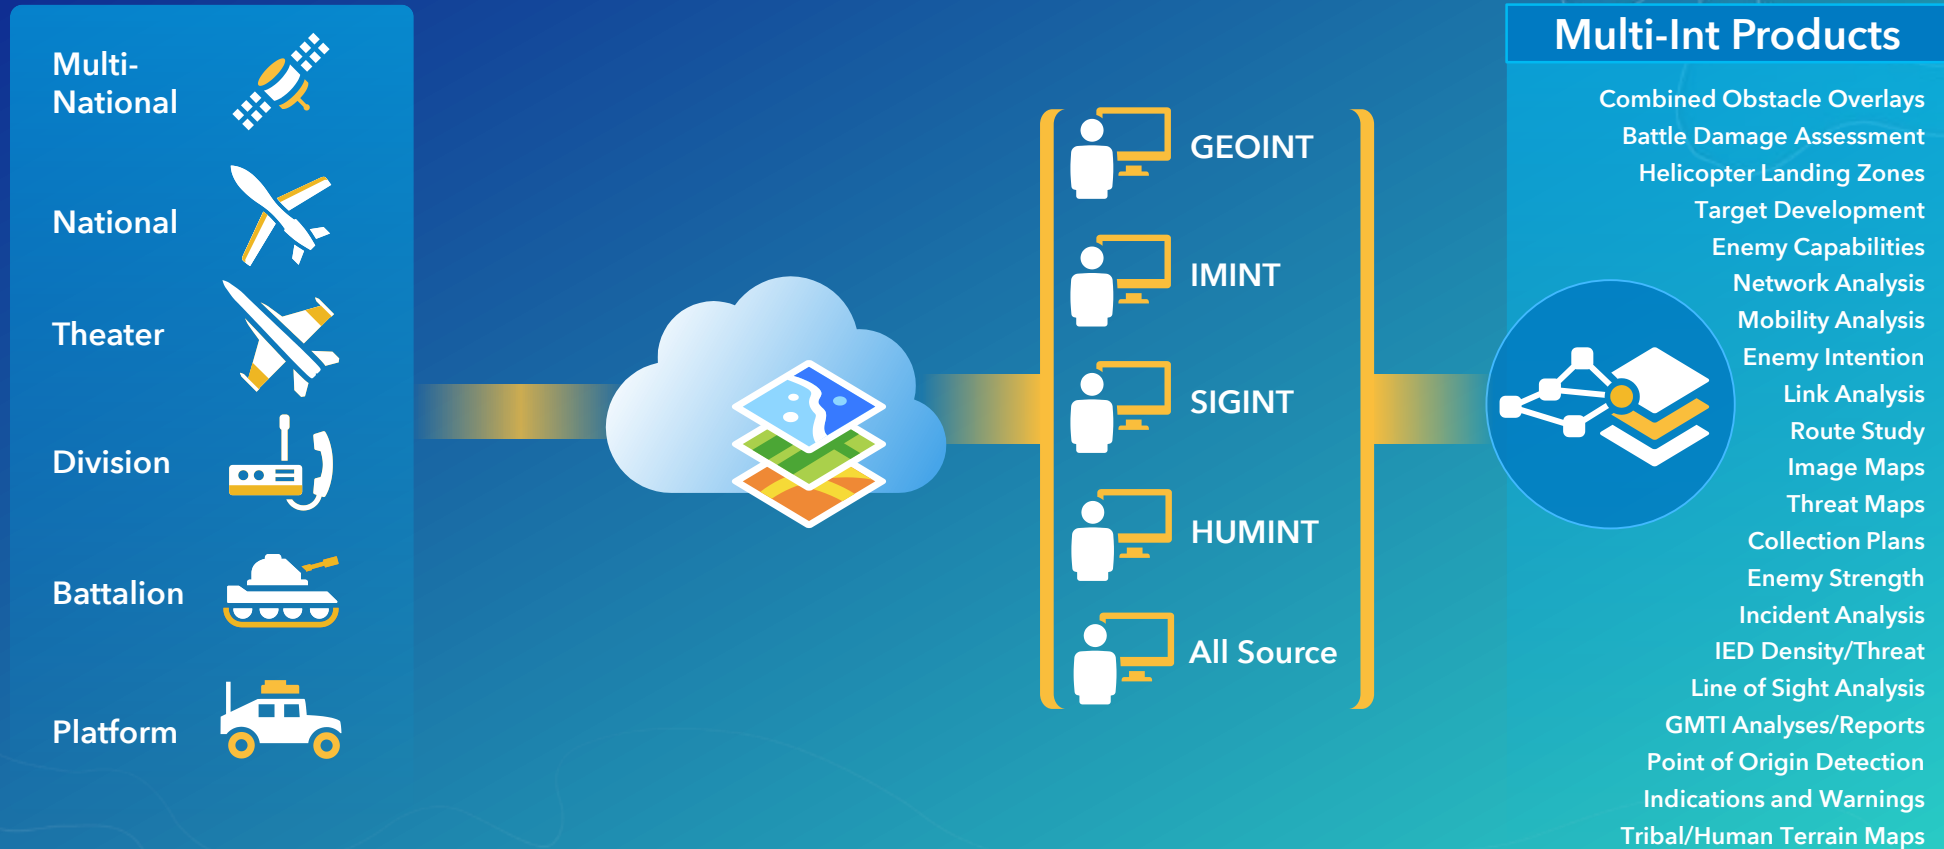 Multi-
National
National
Theater
Division
Battalion
Platform
GEOINT
IMINT
SIGINT
HUMINT
All Source
Multi-Int Products
Combined Obstacle Overlays
Battle Damage Assessment
Helicopter Landing Zones
Target Development
Enemy Capabilities
Network Analysis
Mobility Analysis
Enemy Intention
Link Analysis
Route Study
Image Maps
Threat Maps
Collection Plans
Enemy Strength
Incident Analysis
IED Density/Threat
Line of Sight Analysis
GMTI Analyses/Reports
Point of Origin Detection
Indications and Warnings
Tribal/Human Terrain Maps